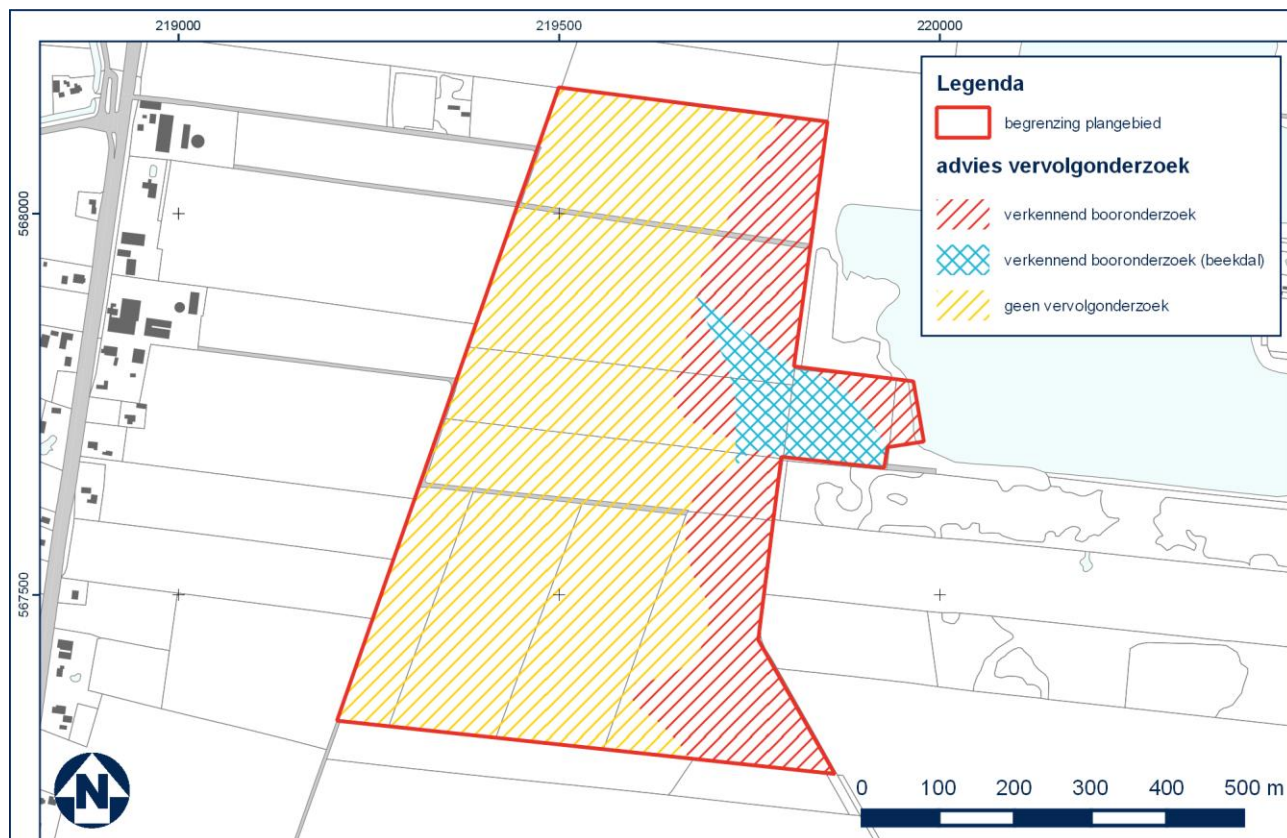 219000
219500
220000
568000
567500
Legenda
begrenzing plangebied
advies vervolgonderzoek
verkennend booronderzoek
verkennend booronderzoek (beekdal)
geen vervolgonderzoek
N
0 100 200 300 400 500 m